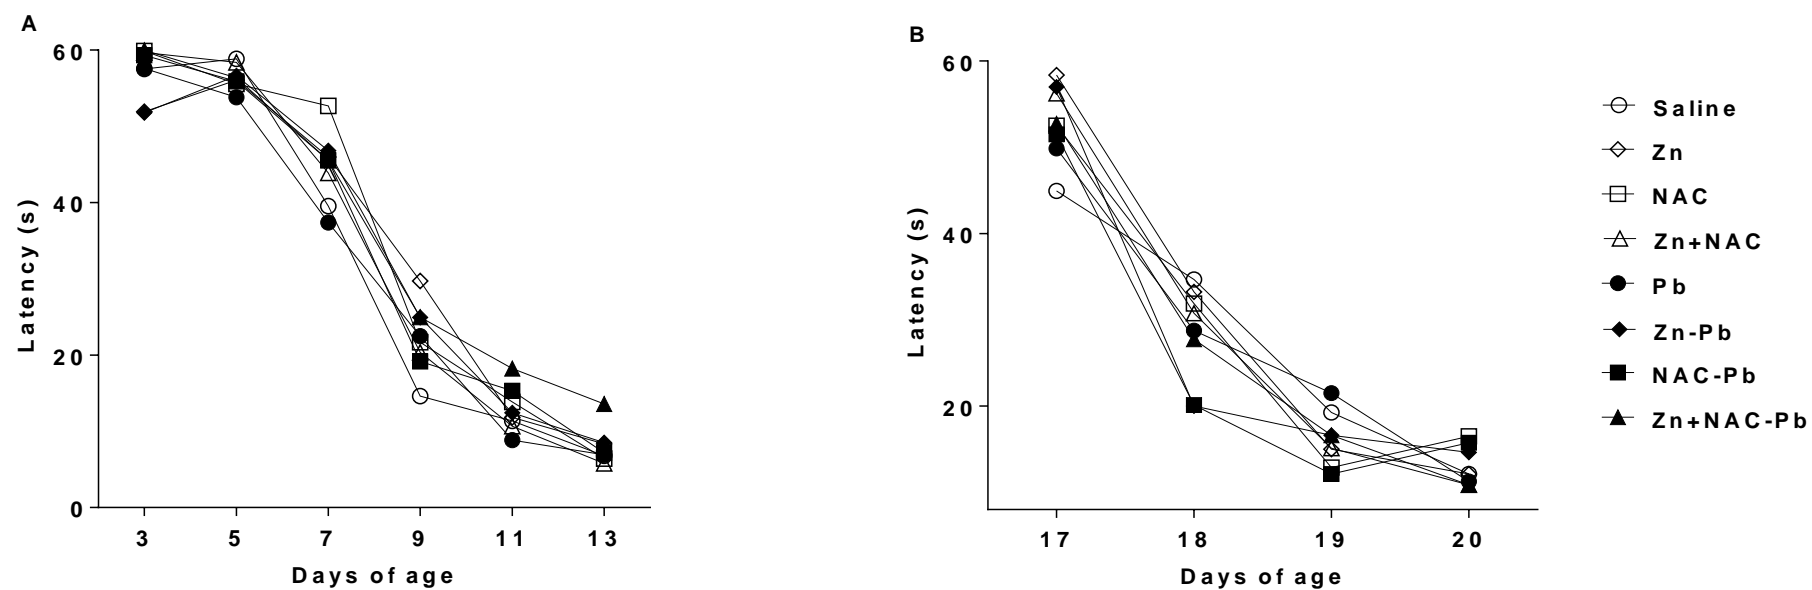 A
60
40
20
0
Latency (s)
3 5 7 9 11 13
Days of age
B
60
40
20
Latency (s)
17 18 19 20
Days of age
Saline
Zn
NAC
Zn+NAC
Pb
Zn-Pb
NAC-Pb
Zn+NAC-Pb